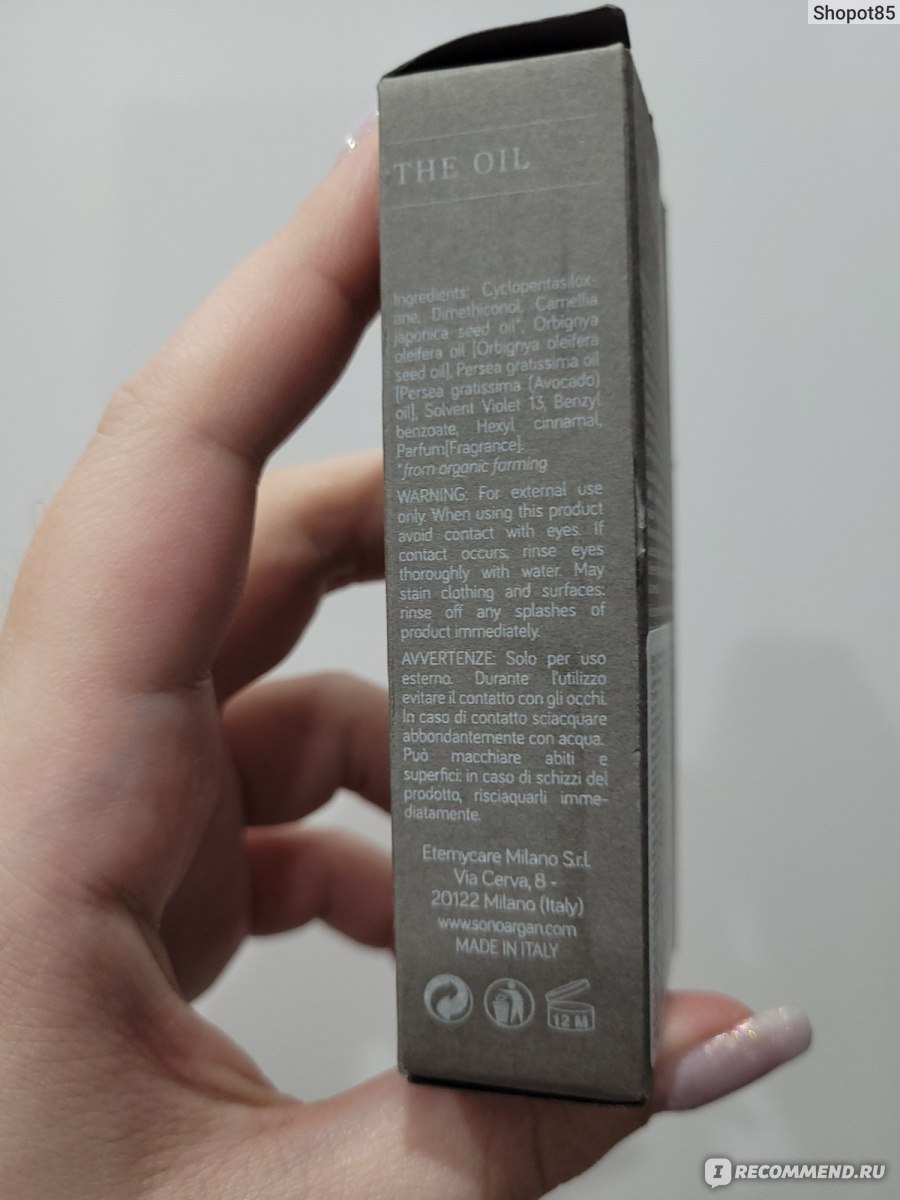 Shopot85
THE OIL
Ingredients: Cyclopentasilox-
ane, Dimethiconol, Camellia
japonica seed oil*, Orbignya
oleifera oil [Orbignya oleifera
seed oil], Persea gratissima oil
[Persea gratissima (Avocado)
oil], Solvent Violet 13, Benzyl
benzoate, Hexyl cinnamal,
Parfum[Fragrance].
*from organic farming
WARNING: For external use
only. When using this product
avoid contact with eyes. If
contact occurs, rinse eyes
thoroughly with water. May
stain clothing and surfaces:
rinse off any splashes of
product immediately.
AVVERTENZE: Solo per uso
esterno. Durante l'utilizzo
evitare il contatto con gli occhi.
In caso di contatto sciacquare
abbondantemente con acqua.
Può macchiare abiti e
superfici: in caso di schizzi del
prodotto, risciaquarli imme-
diatamente.
Eternycare Milano S.r.l.
Via Cerva, 8 -
20122 Milano (Italy)
www.sonoargan.com
MADE IN ITALY
12 M
IRECOMMEND.RU